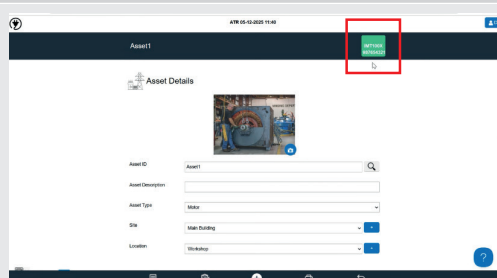 ATR 05-12-2025 11:40
Asset1
IMT100X
Asset Details
Asset ID
Asset1
Asset Description
Asset Type
Motor
Site
Main Building
+
Location
Workshop
+
?